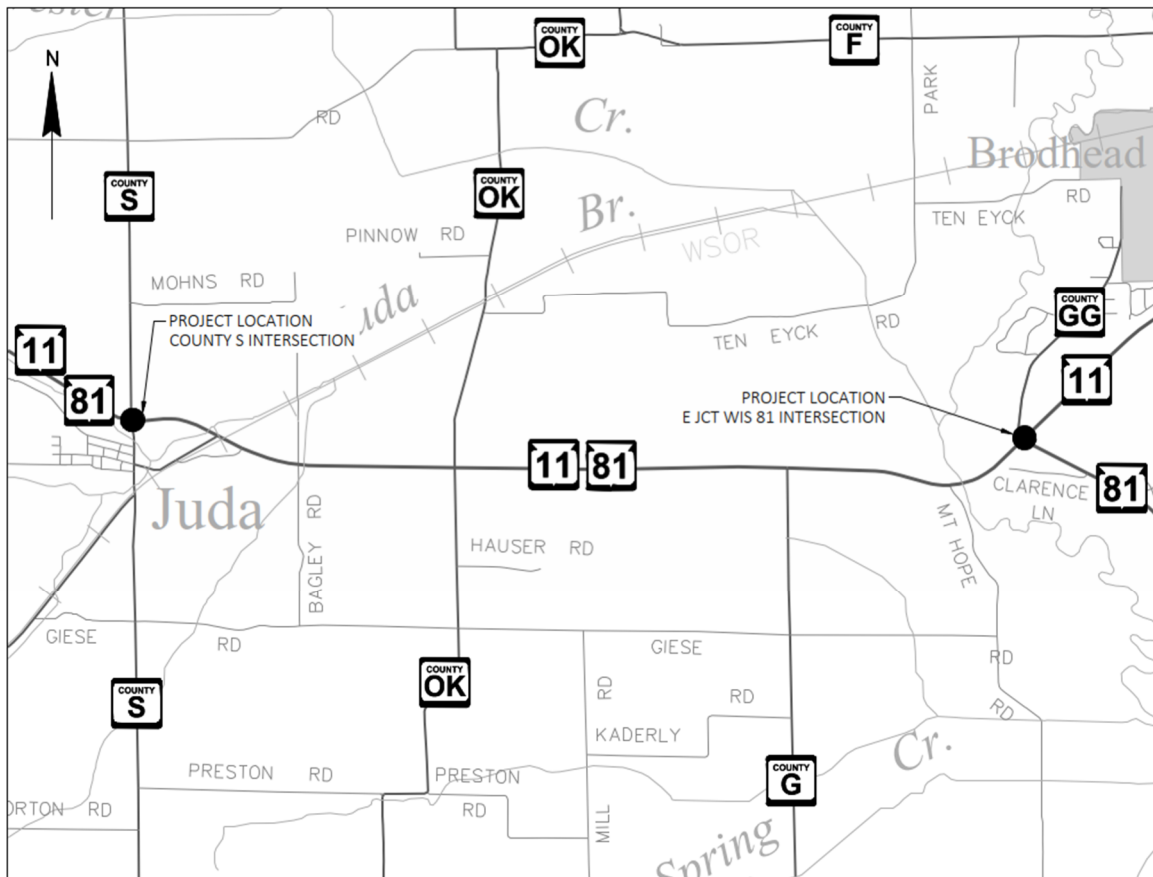 N
COUNTY
OK
COUNTY
F
RD
Cr.
PARK
Brodhead
COUNTY
S
COUNTY
OK
Br.
TEN EYCK
RD
PINNOW RD
WSOR
MOHNS RD
COUNTY
GG
PROJECT LOCATION
COUNTY S INTERSECTION
RD
TEN EYCK
11
81
11
PROJECT LOCATION
E JCT WIS 81 INTERSECTION
11
81
81
CLARENCE
LN
Juda
BAGLEY RD
MT HOPE
HAUSER RD
GIESE
RD
GIESE
RD
COUNTY
S
COUNTY
OK
RD
RD
RD
KADERLY
Cr.
PRESTON RD
PRESTON
RD
COUNTY
G
MILL
RD
Spring